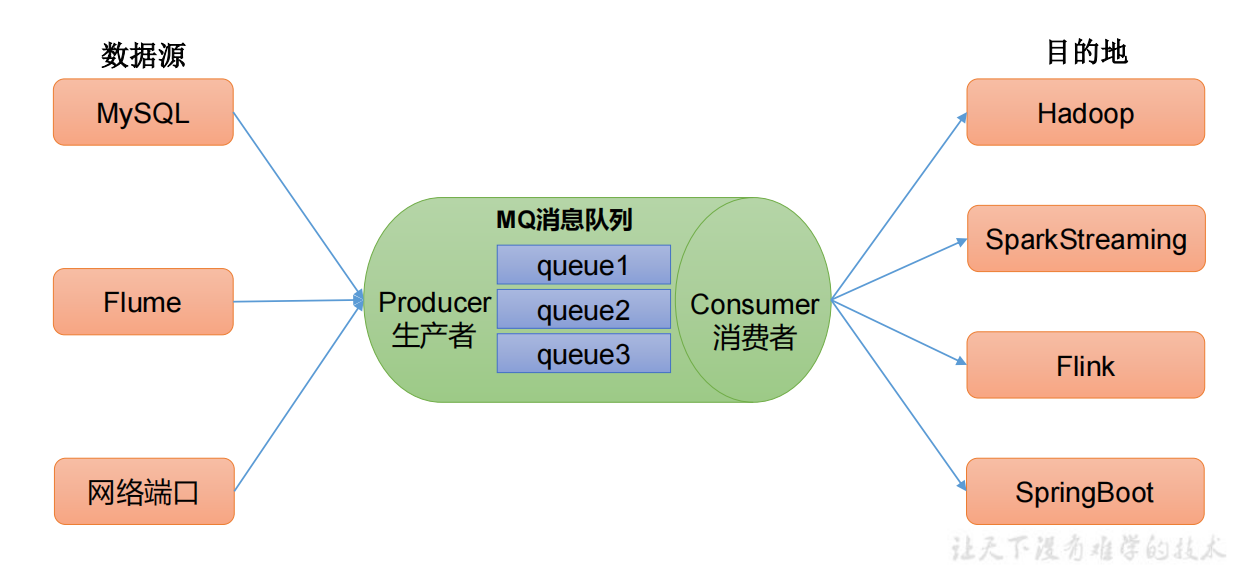 数据源
MySQL
Flume
网络端口
MQ消息队列
Producer
生产者
queue1
queue2
queue3
Consumer
消费者
目的地
Hadoop
SparkStreaming
Flink
SpringBoot
让天下没有难学的技术